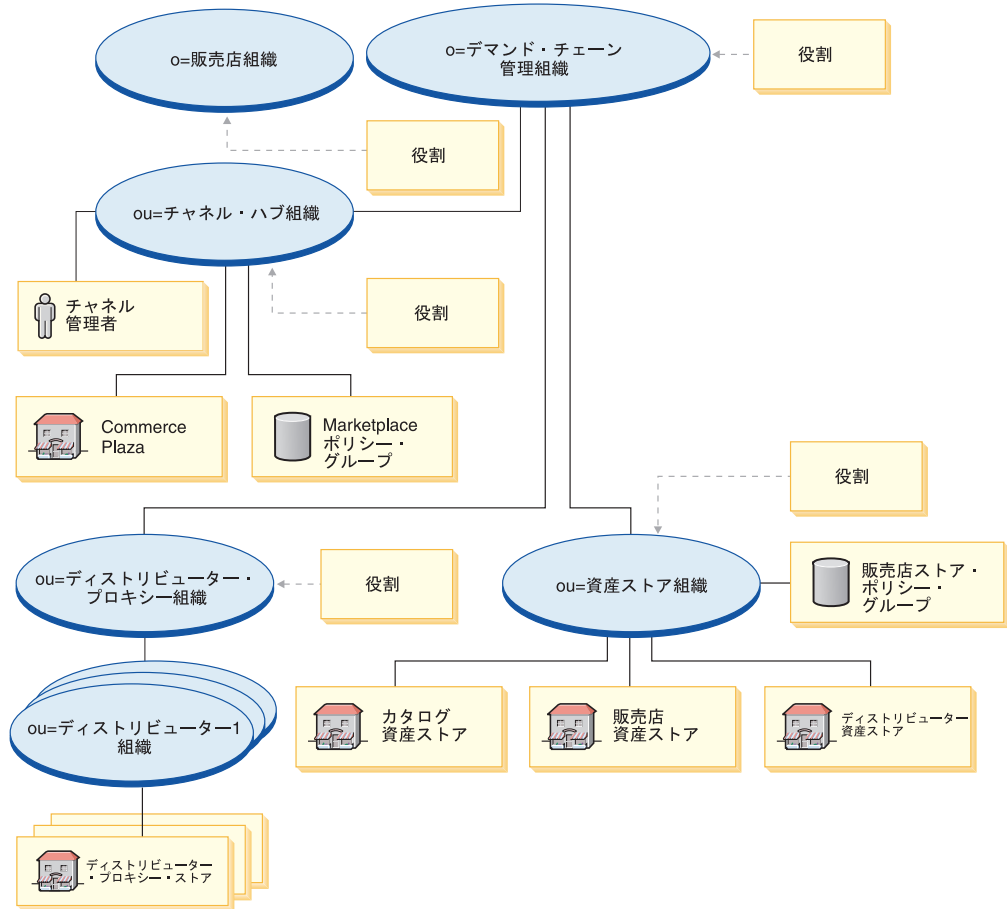 o=販売店組織
o=デマンド・チェーン
管理組織
役割
役割
ou=チャネル・ハブ組織
チャネル
管理者
役割
Commerce
Plaza
Marketplace
ポリシー・
グループ
役割
ou=ディストリビューター・
プロキシー組織
役割
ou=資産ストア組織
販売店ストア・
ポリシー・
グループ
ou=ディストリビューター1
組織
カタログ
資産ストア
販売店
資産ストア
ディストリビューター
資産ストア
ディストリビューター
・プロキシー・ストア